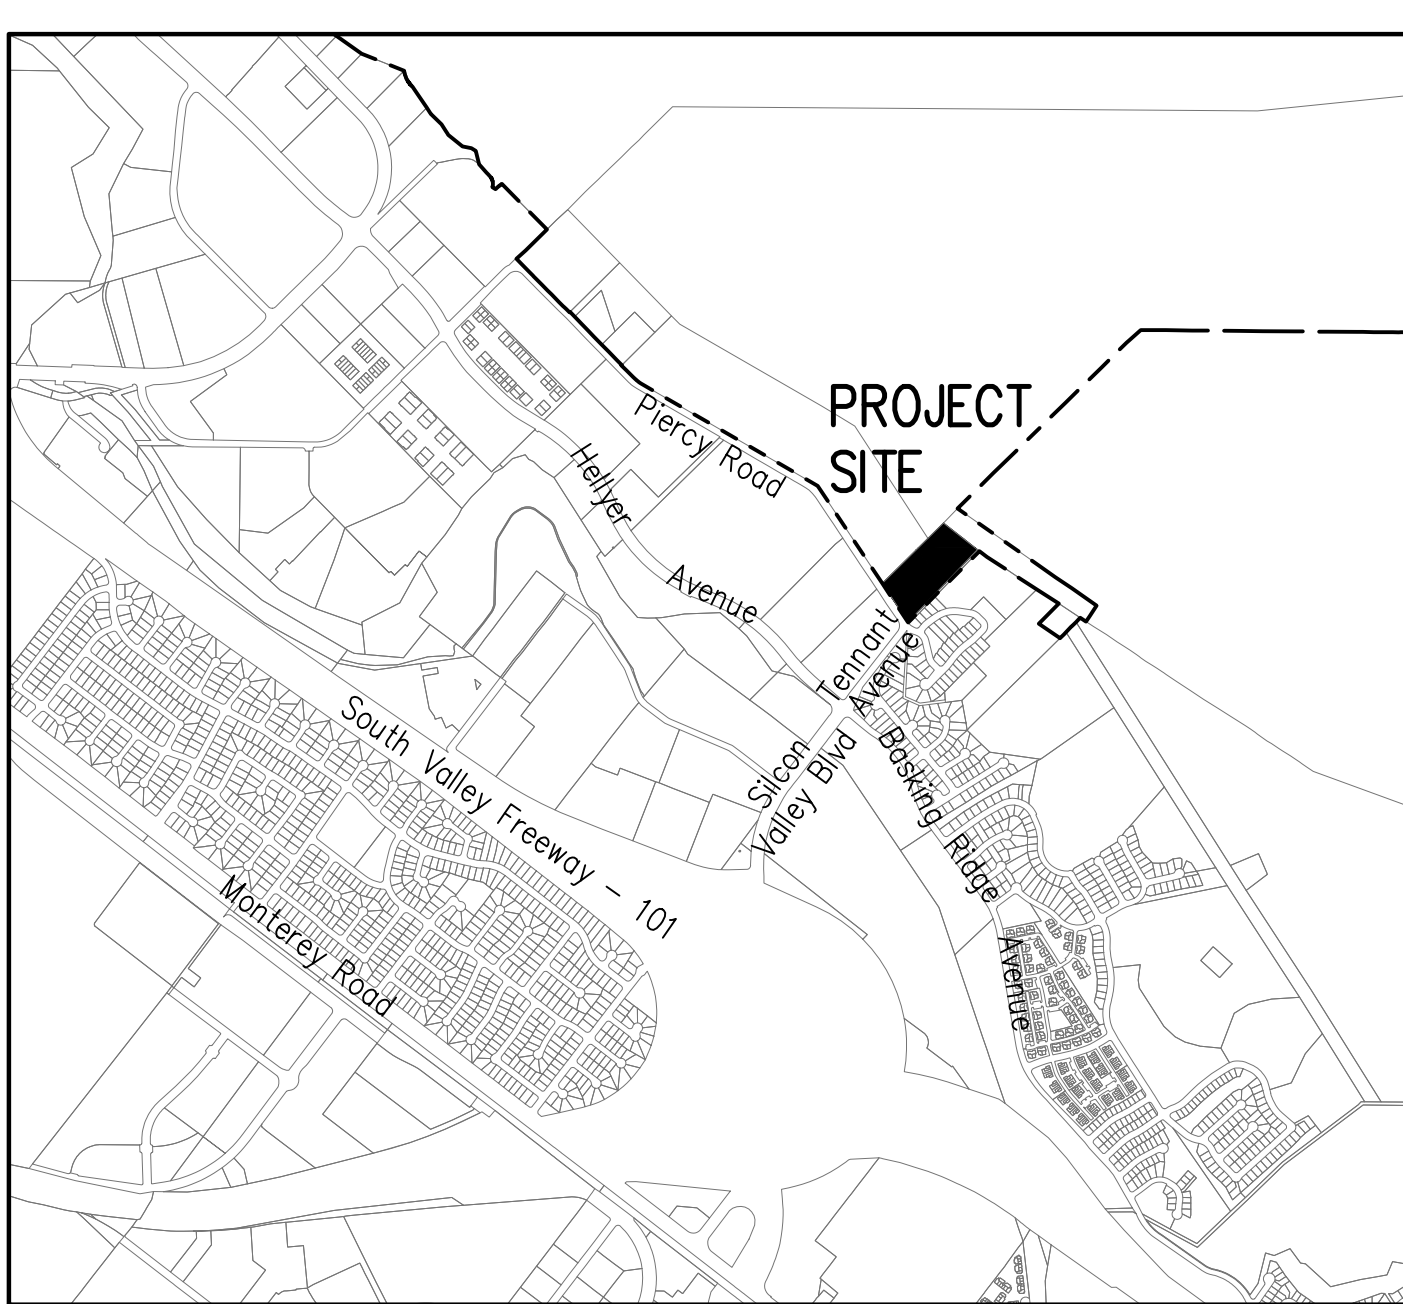 PROJECT
SITE
Piercy Road
Hellyer
Avenue
Tennant
Avenue
Silcon
Valley Blvd
Basking Ridge
Avenue
South Valley Freeway - 101
Monterey Road